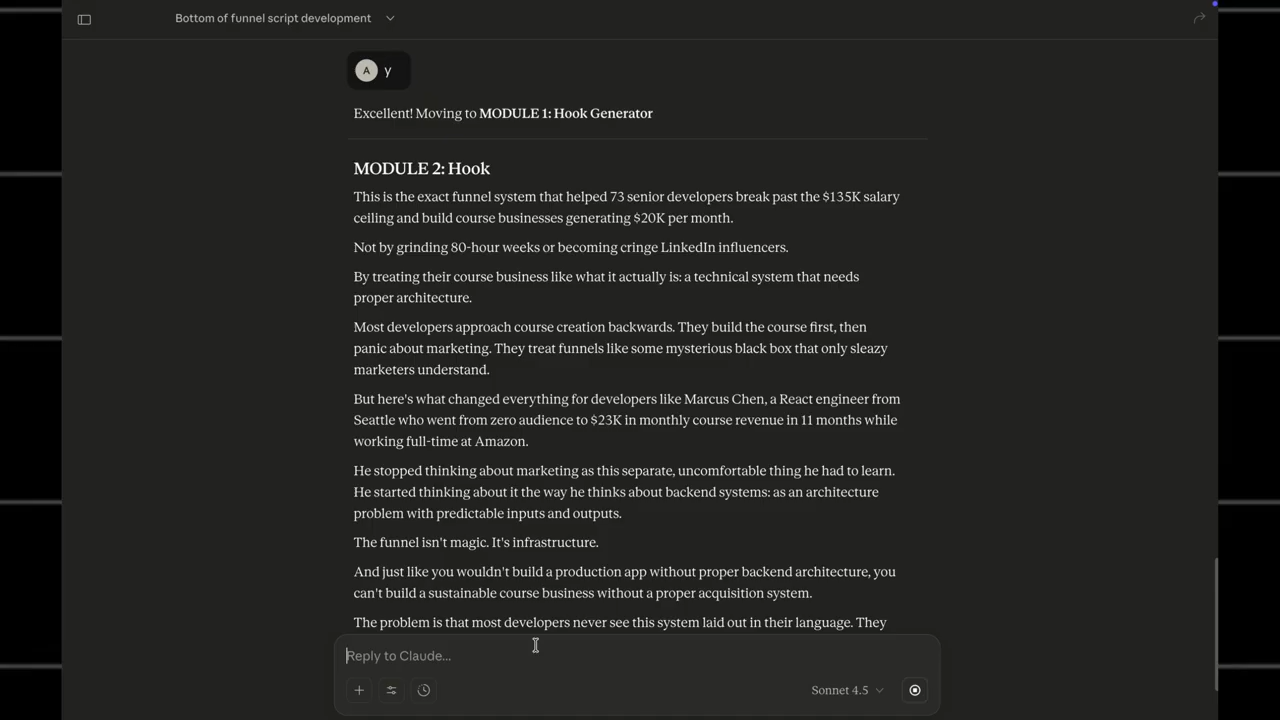 Bottom of funnel script development
A y
Excellent! Moving to MODULE 1: Hook Generator
MODULE 2: Hook
This is the exact funnel system that helped 73 senior developers break past the $135K salary
ceiling and build course businesses generating $20K per month.
Not by grinding 80-hour weeks or becoming cringe LinkedIn influencers.
By treating their course business like what it actually is: a technical system that needs
proper architecture.
Most developers approach course creation backwards. They build the course first, then
panic about marketing. They treat funnels like some mysterious black box that only sleazy
marketers understand.
But here's what changed everything for developers like Marcus Chen, a React engineer from
Seattle who went from zero audience to $23K in monthly course revenue in 11 months while
working full-time at Amazon.
He stopped thinking about marketing as this separate, uncomfortable thing he had to learn.
He started thinking about it the way he thinks about backend systems: as an architecture
problem with predictable inputs and outputs.
The funnel isn't magic. It's infrastructure.
And just like you wouldn't build a production app without proper backend architecture, you
can't build a sustainable course business without a proper acquisition system.
The problem is that most developers never see this system laid out in their language. They
Reply to Claude...
Sonnet 4.5